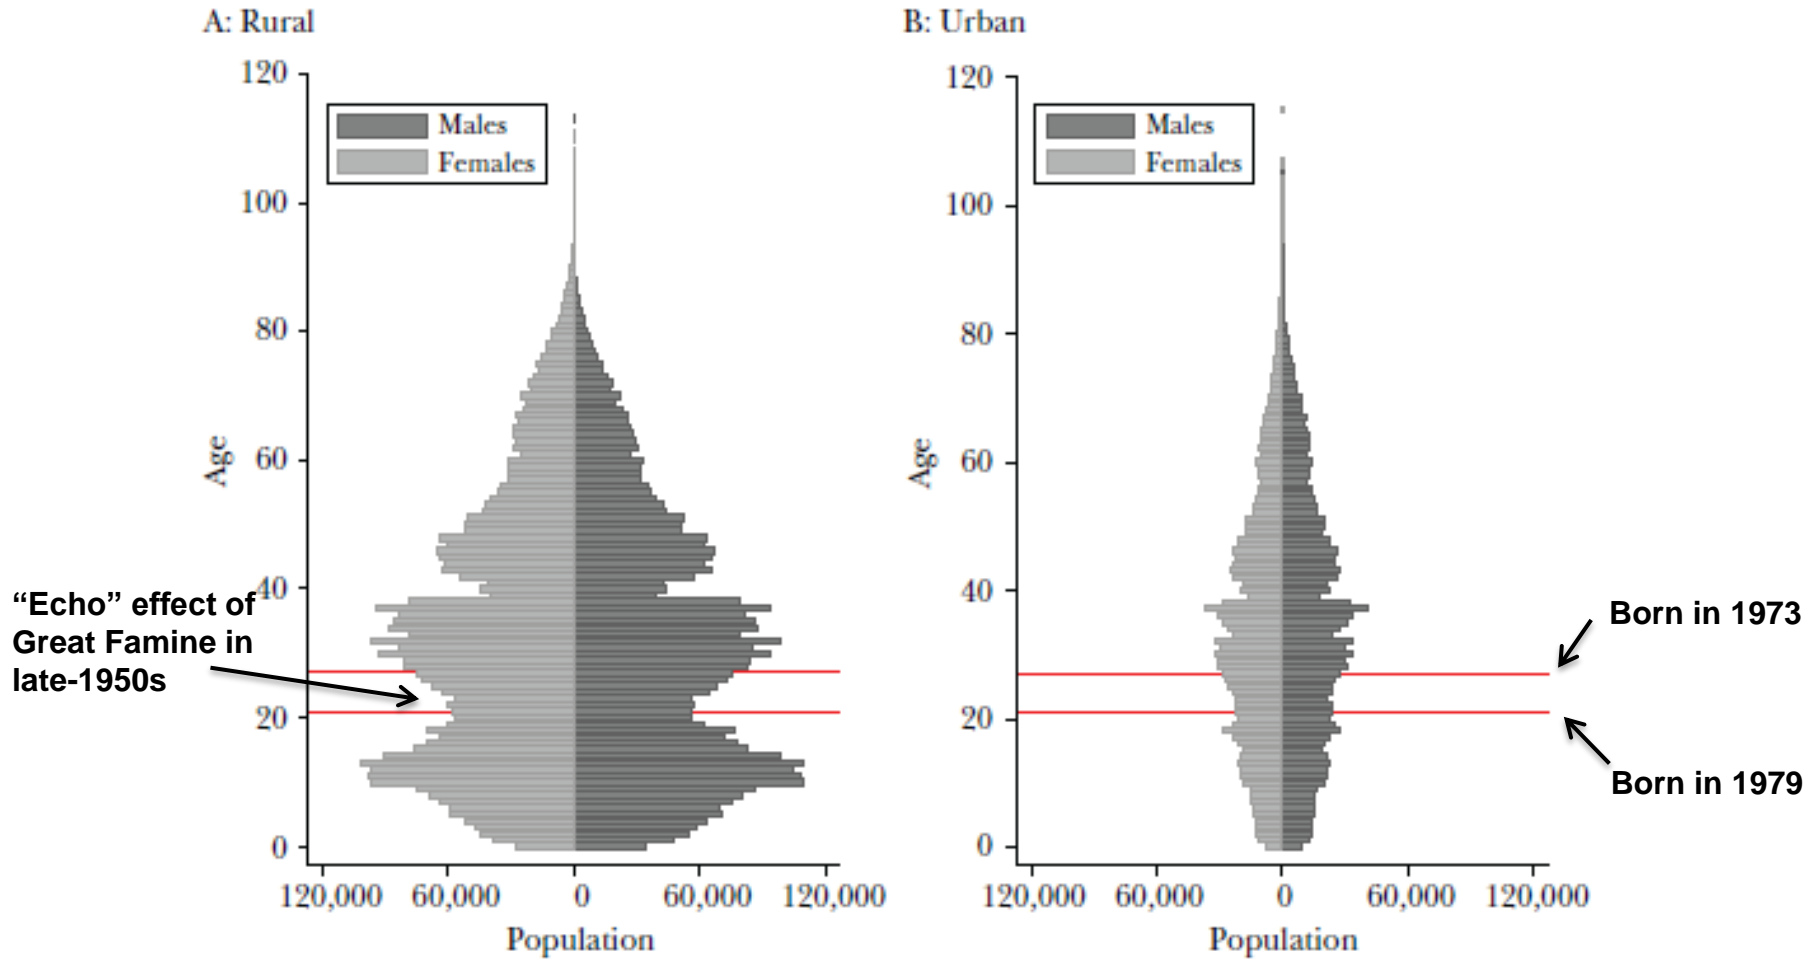 A: Rural
120
Males
Females
100
80
Age
60
40
20
0
120,000 60,000 0 60,000 120,000
Population
“Echo” effect of
Great Famine in
late-1950s
B: Urban
120
Males
Females
100
80
Age
60
40
20
0
120,000 60,000 0 60,000 120,000
Population
Born in 1973
Born in 1979